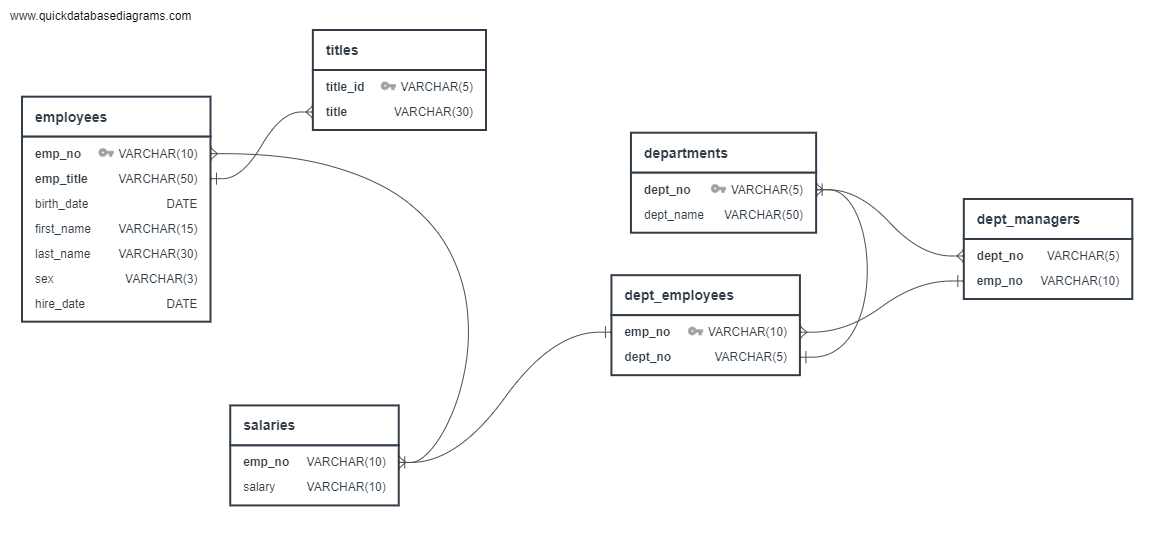 www.quickdatabasediagrams.com
titles
title_id VARCHAR(5)
title VARCHAR(30)
employees
emp_no VARCHAR(10)
emp_title VARCHAR(50)
birth_date DATE
first_name VARCHAR(15)
last_name VARCHAR(30)
sex VARCHAR(3)
hire_date DATE
departments
dept_no VARCHAR(5)
dept_name VARCHAR(50)
dept_managers
dept_no VARCHAR(5)
emp_no VARCHAR(10)
dept_employees
emp_no VARCHAR(10)
dept_no VARCHAR(5)
salaries
emp_no VARCHAR(10)
salary VARCHAR(10)